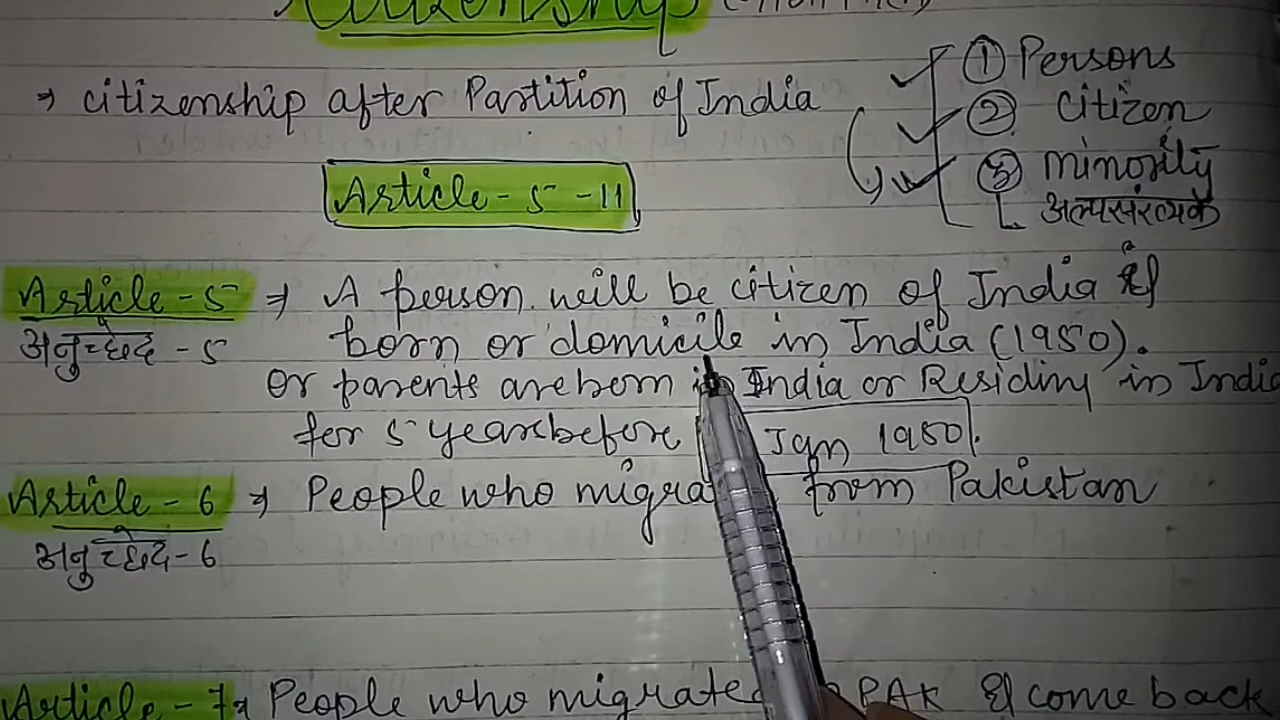 Citizenship
⇒ citizenship after Partition of India
① Persons
② citizen
③ minority
अल्पसंख्यक
Article - 5 - 11
Article - 5 ⇒ A person will be citizen of India if
अनुच्छेद - 5 born or domicile in India (1950).
or parents are born in India or Residing in India
for 5 years before Jan 1950.
Article - 6 ⇒ People who from Pakistan
अनुच्छेद - 6
Article - 7 ⇒ People who migrated PAK & come back